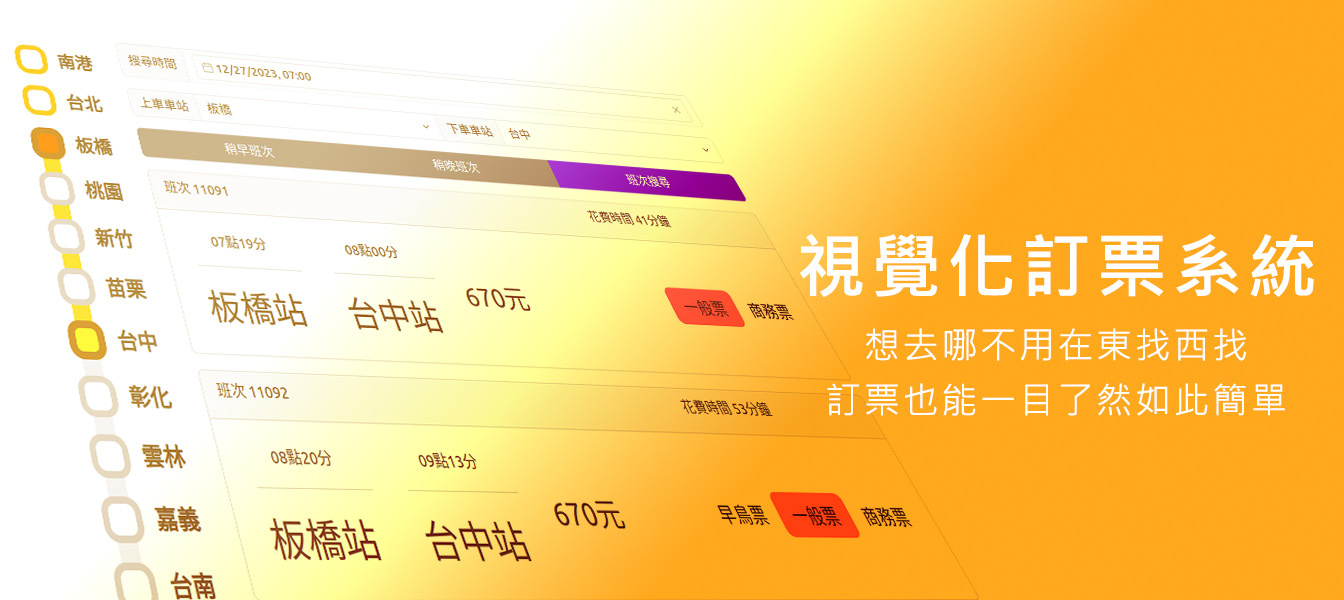 南港
台北
板橋
桃園
新竹
苗栗
台中
彰化
雲林
嘉義
台南
搜尋時間 12/27/2023, 07:00
上車車站 板橋 下車車站 台中
稍早班次 稍晚班次 班次搜尋
班次 11091 花費時間 41分鐘
07點19分 08點00分
板橋站 台中站 670元 一般票 商務票
班次 11092 花費時間 53分鐘
08點20分 09點13分
板橋站 台中站 670元 早鳥票 一般票 商務票
視覺化訂票系統
想去哪不用在東找西找
訂票也能一目了然如此簡單